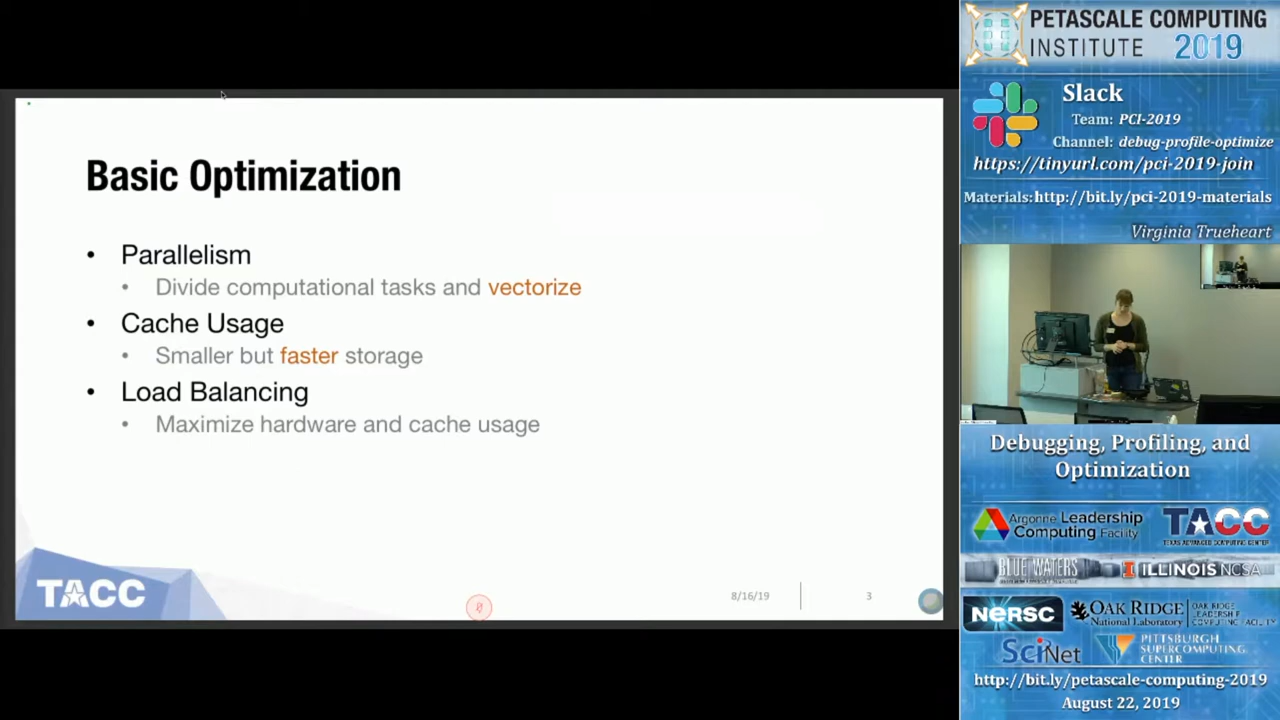 Basic Optimization
• Parallelism
• Divide computational tasks and vectorize
• Cache Usage
• Smaller but faster storage
• Load Balancing
• Maximize hardware and cache usage
TACC
8/16/19
3
PETASCALE COMPUTING
INSTITUTE 2019
Slack
Team: PCI-2019
Channel: debug-profile-optimize
https://tinyurl.com/pci-2019-join
Materials: http://bit.ly/pci-2019-materials
Virginia Trueheart
Debugging, Profiling, and
Optimization
Argonne Leadership
Computing Facility
TACC
TEXAS ADVANCED COMPUTING CENTER
BLUE WATERS
ILLINOIS NCSA
NERSC
OAK RIDGE
National Laboratory
OAK RIDGE
LEADERSHIP
COMPUTING FACILITY
SciNet
PITTSBURGH
SUPERCOMPUTING
CENTER
http://bit.ly/petascale-computing-2019
August 22, 2019